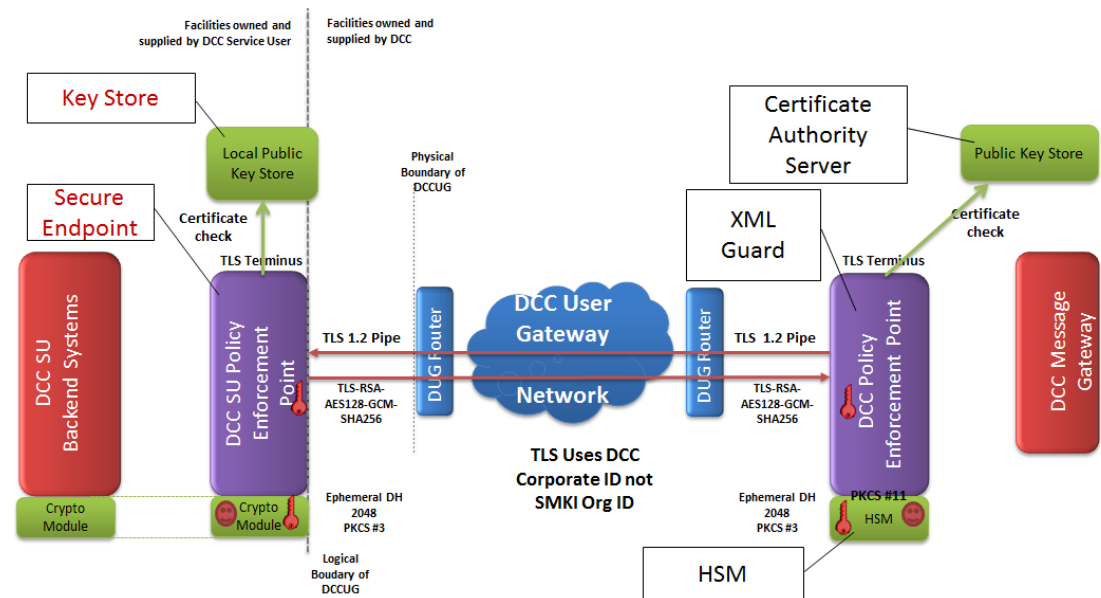 Facilities owned and
supplied by DCC Service User
Facilities owned and
supplied by DCC
Key Store
Local Public
Key Store
Secure
Endpoint
Certificate
check
TLS Terminus
Physical
Boundary of
DCCUG
Certificate
Authority
Server
Public Key Store
Certificate
check
XML
Guard
TLS Terminus
DCC SU
Backend Systems
DCC SU Policy
Enforcement
Point
DUG Router
DCC User
Gateway
Network
DUG Router
DCC Policy
Enforcement Point
DCC Message
Gateway
TLS 1.2 Pipe
TLS 1.2 Pipe
TLS-RSA-
AES128-GCM-
SHA256
TLS-RSA-
AES128-GCM-
SHA256
TLS Uses DCC
Corporate ID not
SMKI Org ID
Crypto
Module
Crypto
Module
Ephemeral DH
2048
PKCS #3
Ephemeral DH
2048
PKCS #3
PKCS #11
HSM
Logical
Boudary of
DCCUG
HSM